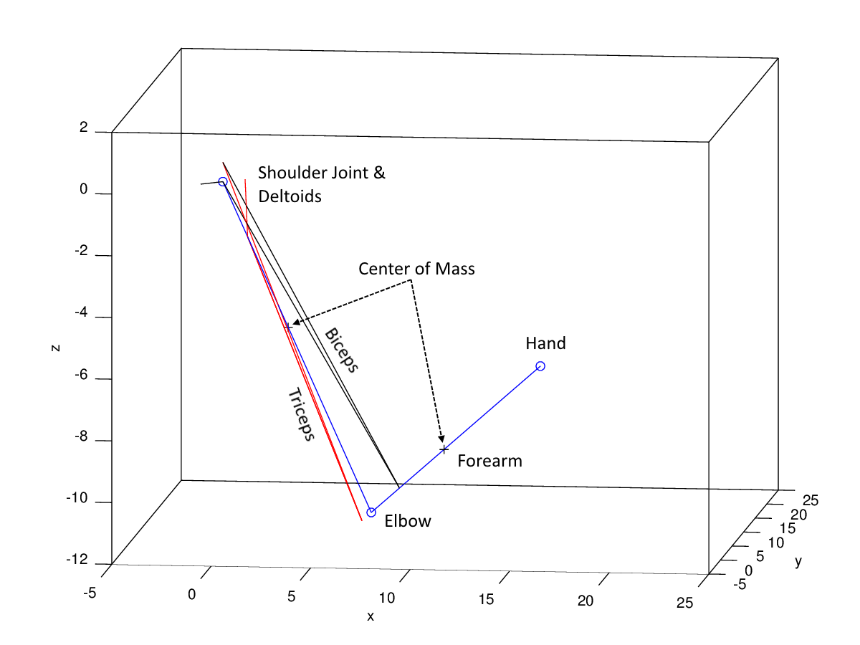 2
0
-2
-4
-6
-8
-10
-12
z
Shoulder Joint &
Deltoids
Center of Mass
Biceps
Triceps
Hand
Forearm
Elbow
-5
0
5
10
15
20
25
x
25
20
15
10
5
0
-5
y